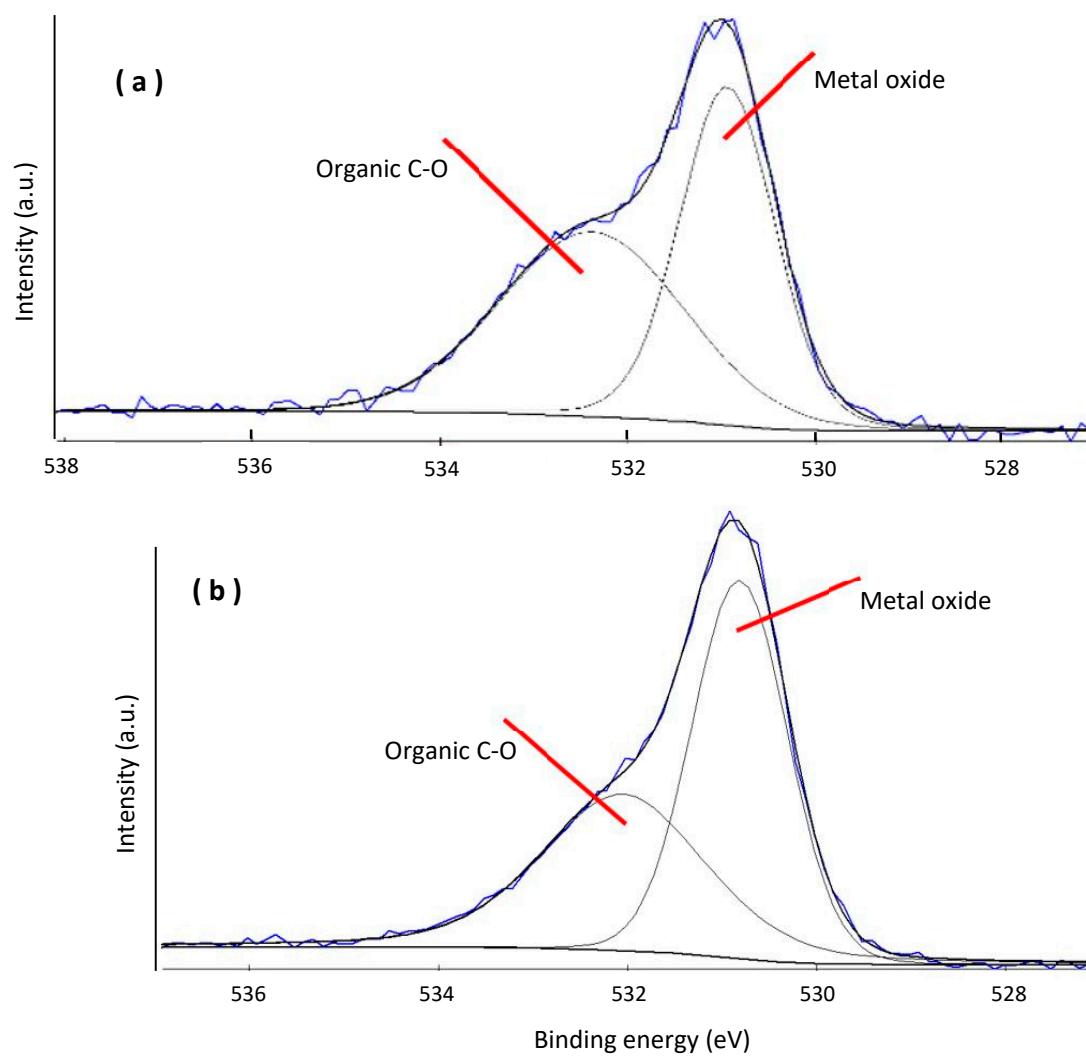 ( a )
Metal oxide
Organic C-O
Intensity (a.u.)
538 536 534 532 530 528
( b )
Metal oxide
Organic C-O
Intensity (a.u.)
536 534 532 530 528
Binding energy (eV)